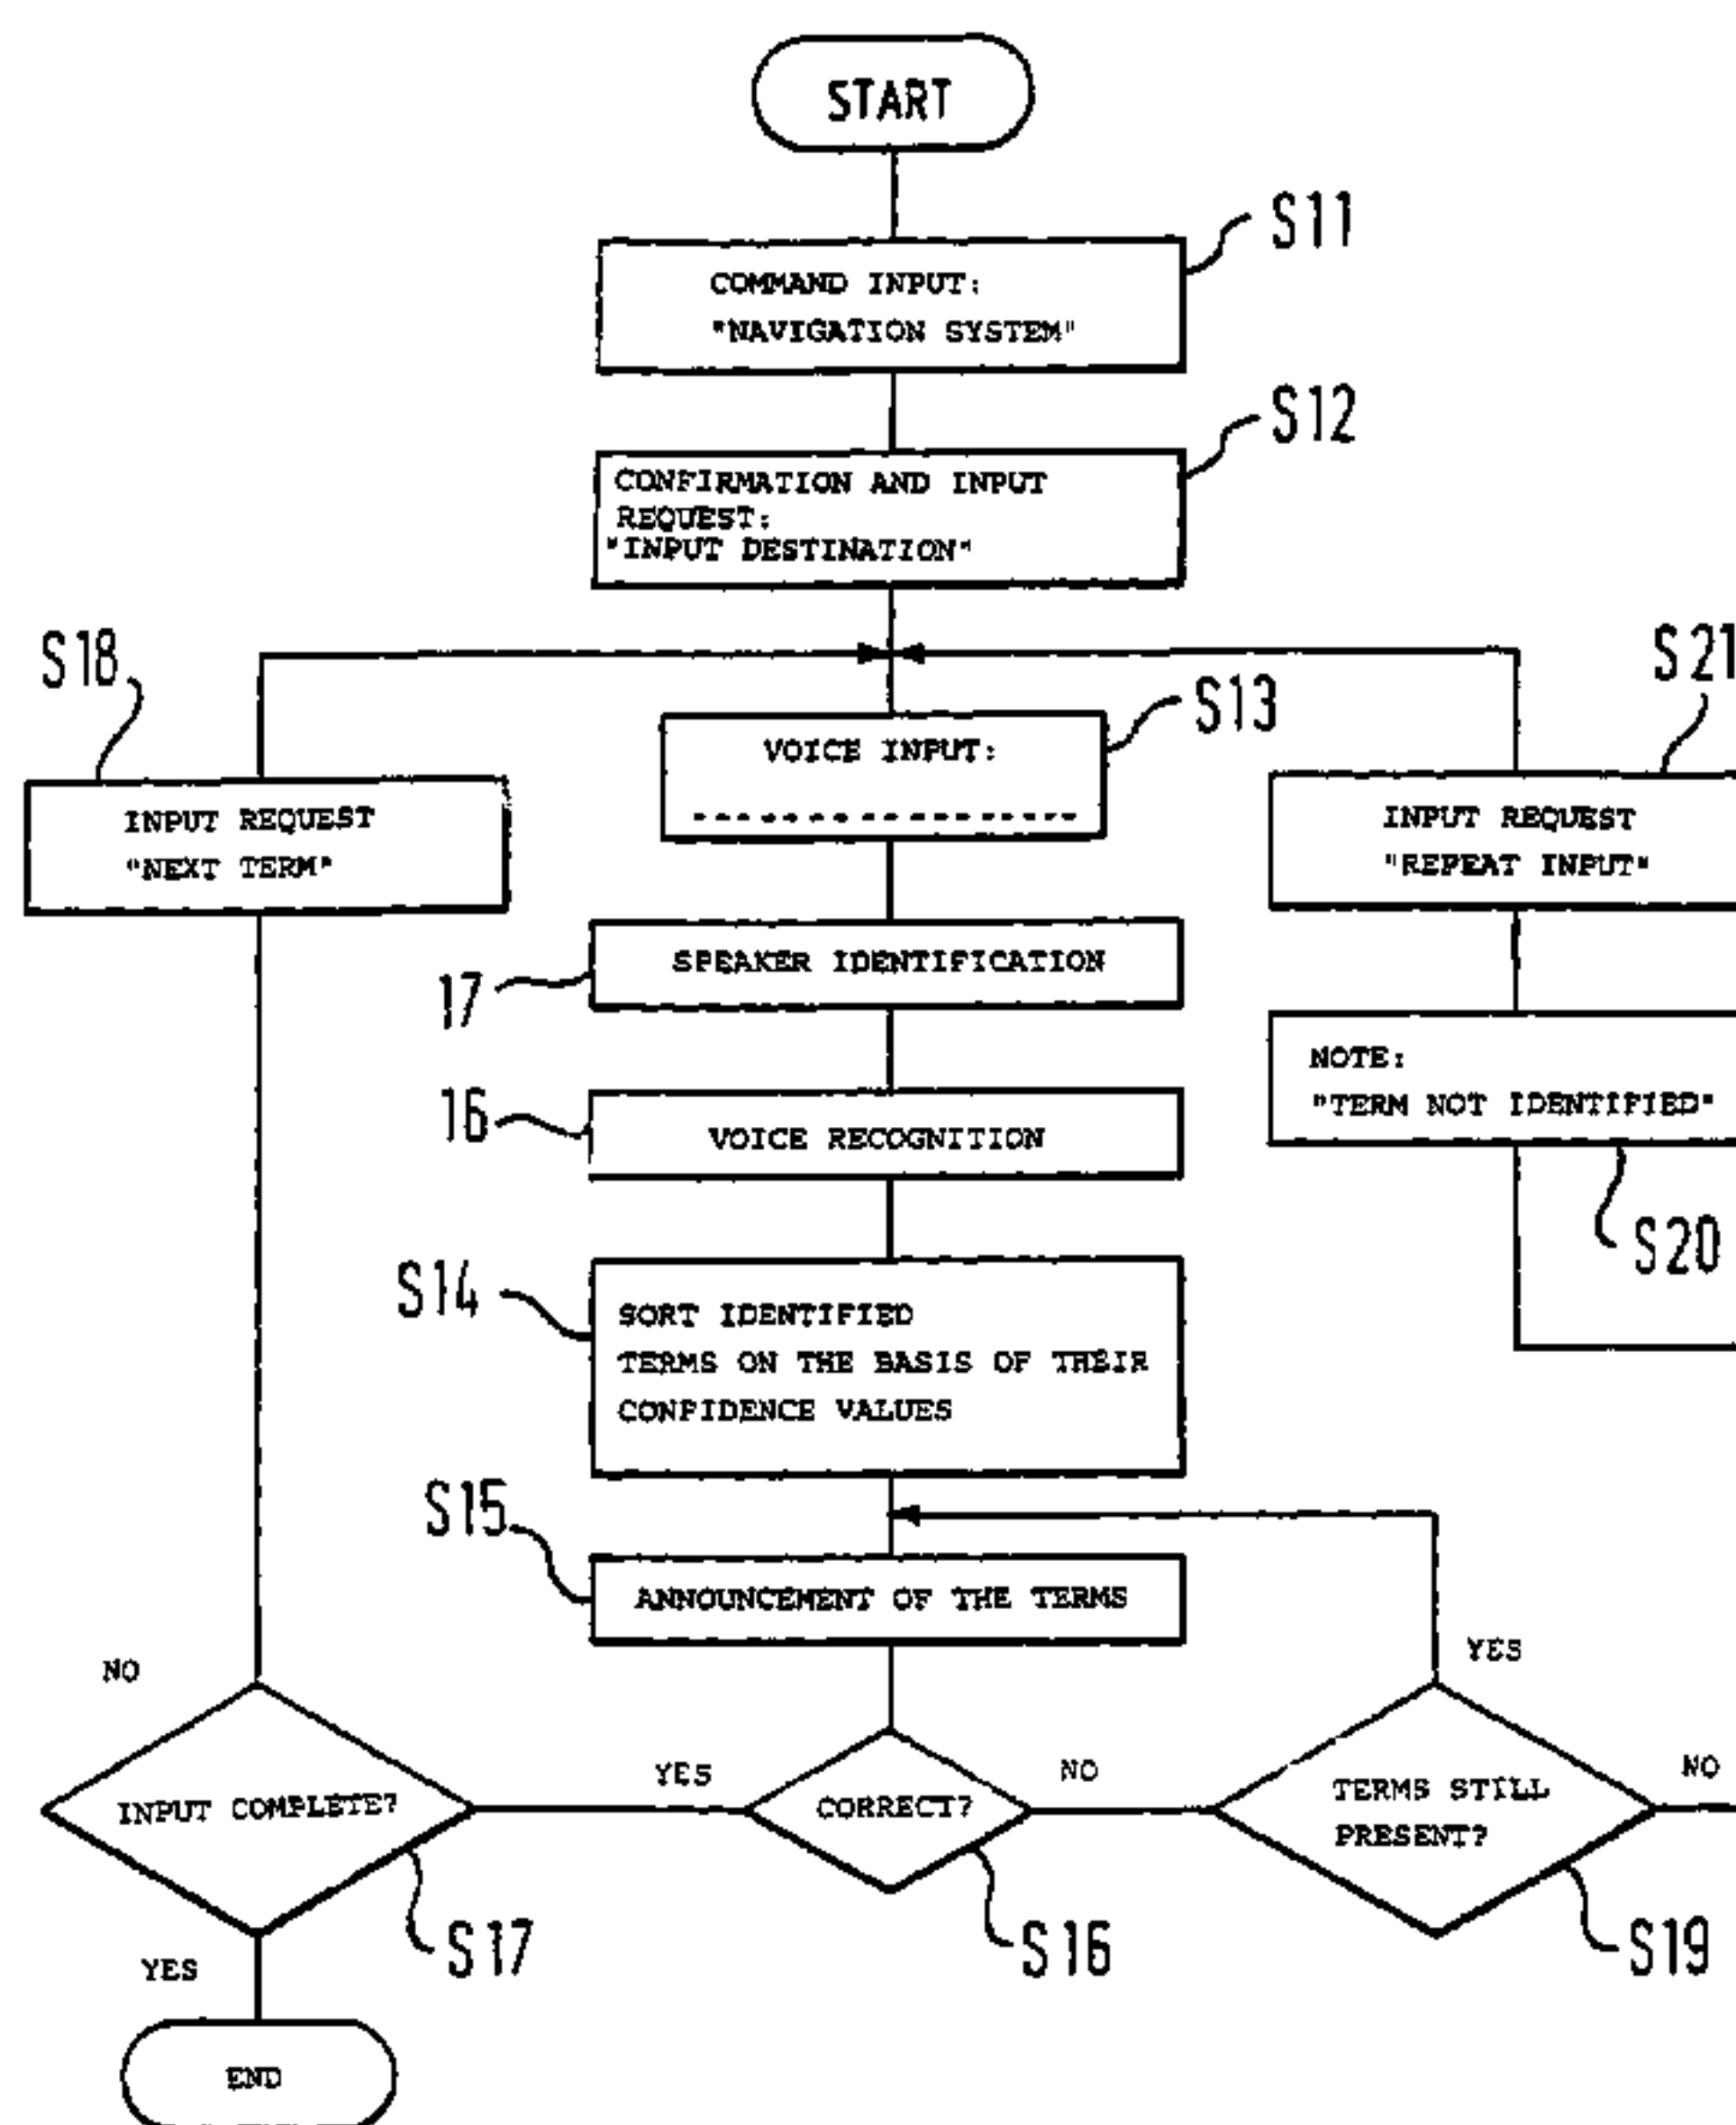 START
S11
COMMAND INPUT:
"NAVIGATION SYSTEM"
S12
CONFIRMATION AND INPUT
REQUEST:
"INPUT DESTINATION"
S18
S21
S13
VOICE INPUT:
INPUT REQUEST
"NEXT TERM"
INPUT REQUEST
"REPEAT INPUT"
SPEAKER IDENTIFICATION
17
NOTE:
"TERM NOT IDENTIFIED"
16
VOICE RECOGNITION
S20
S14
SORT IDENTIFIED
TERMS ON THE BASIS OF THEIR
CONFIDENCE VALUES
S15
ANNOUNCEMENT OF THE TERMS
NO
YES
INPUT COMPLETE?
YES
CORRECT?
NO
TERMS STILL
PRESENT?
NO
S17
S16
S19
YES
END